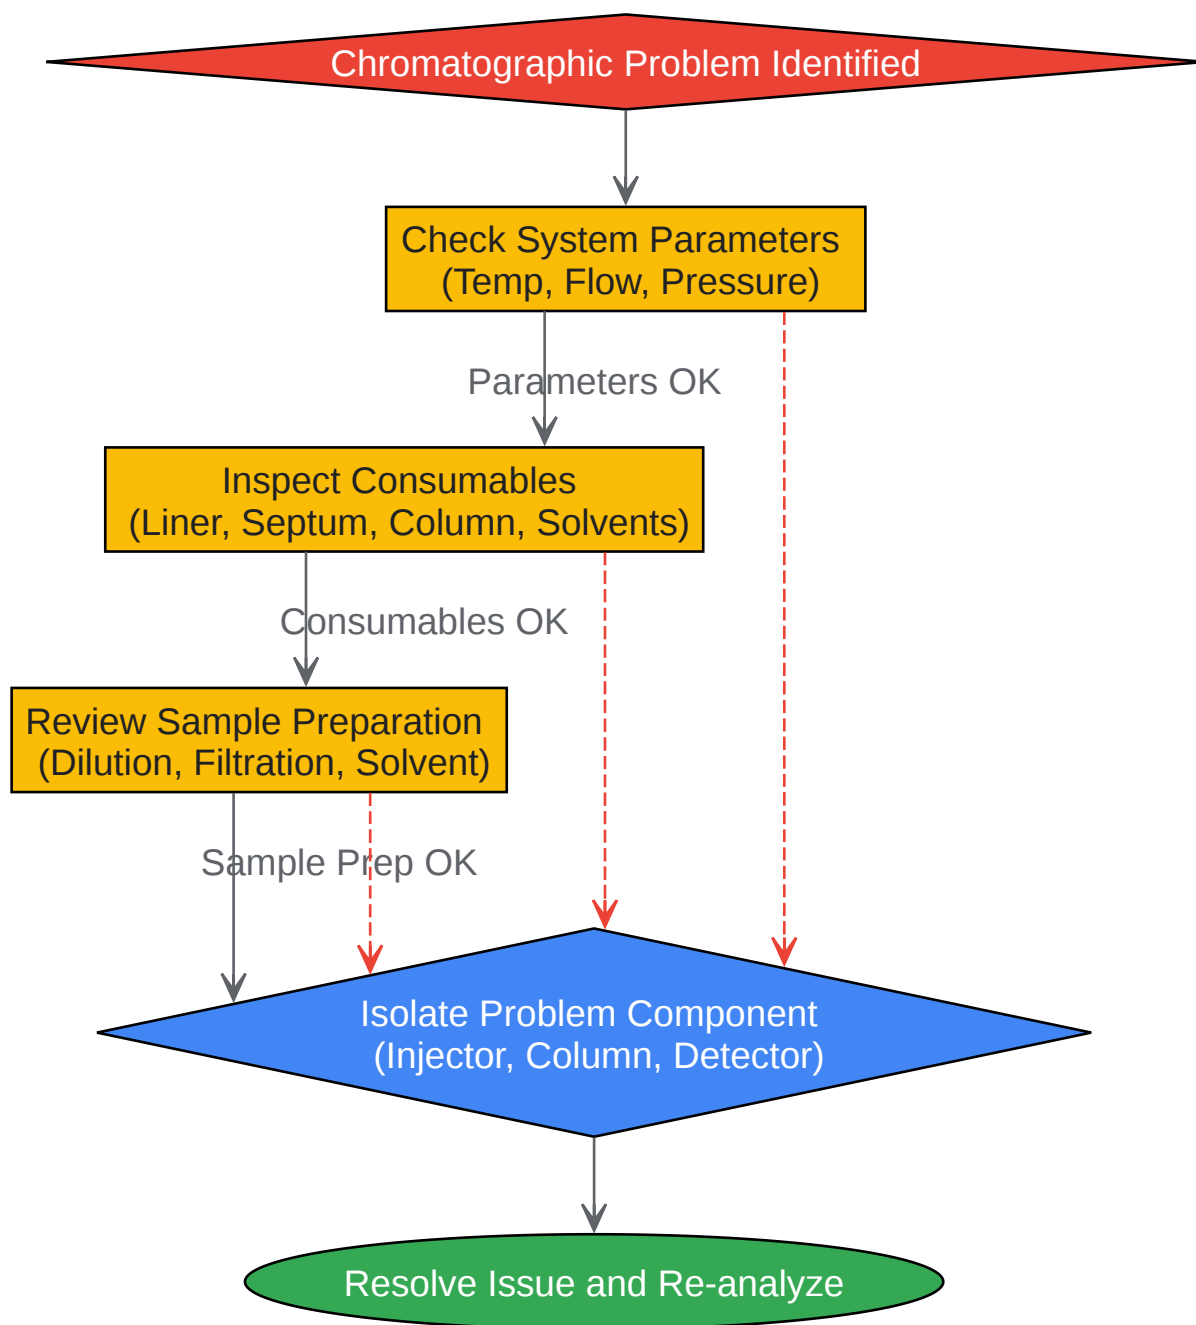 Chromatographic Problem Identified
Check System Parameters
(Temp, Flow, Pressure)
Parameters OK
Inspect Consumables
(Liner, Septum, Column, Solvents)
Consumables OK
Review Sample Preparation
(Dilution, Filtration, Solvent)
Sample Prep OK
Isolate Problem Component
(Injector, Column, Detector)
Resolve Issue and Re-analyze